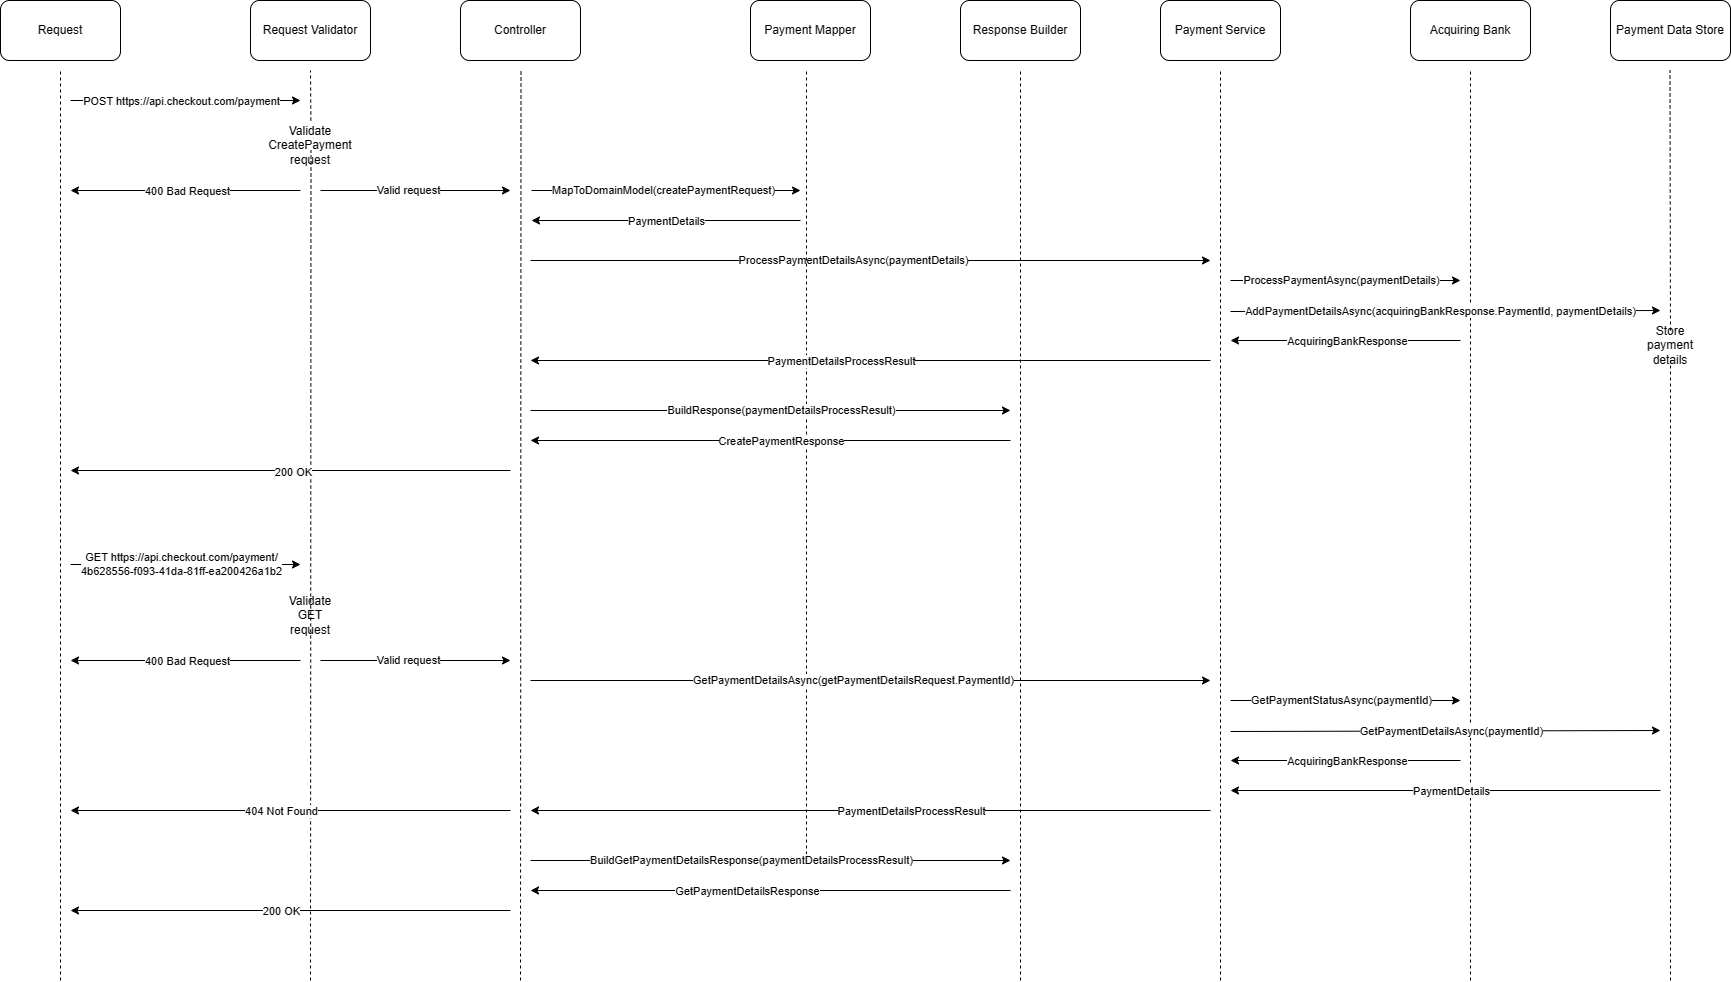 Request
Request Validator
Controller
Payment Mapper
Response Builder
Payment Service
Acquiring Bank
Payment Data Store
POST https://api.checkout.com/payment
Validate
CreatePayment
request
400 Bad Request
Valid request
MapToDomainModel(createPaymentRequest)
PaymentDetails
ProcessPaymentDetailsAsync(paymentDetails)
ProcessPaymentAsync(paymentDetails)
AddPaymentDetailsAsync(acquiringBankResponse.PaymentId, paymentDetails)
Store
payment
details
AcquiringBankResponse
PaymentDetailsProcessResult
BuildResponse(paymentDetailsProcessResult)
CreatePaymentResponse
200 OK
GET https://api.checkout.com/payment/
4b628556-f093-41da-81ff-ea200426a1b2
Validate
GET
request
400 Bad Request
Valid request
GetPaymentDetailsAsync(getPaymentDetailsRequest.PaymentId)
GetPaymentStatusAsync(paymentId)
GetPaymentDetailsAsync(paymentId)
AcquiringBankResponse
PaymentDetails
404 Not Found
PaymentDetailsProcessResult
BuildGetPaymentDetailsResponse(paymentDetailsProcessResult)
GetPaymentDetailsResponse
200 OK